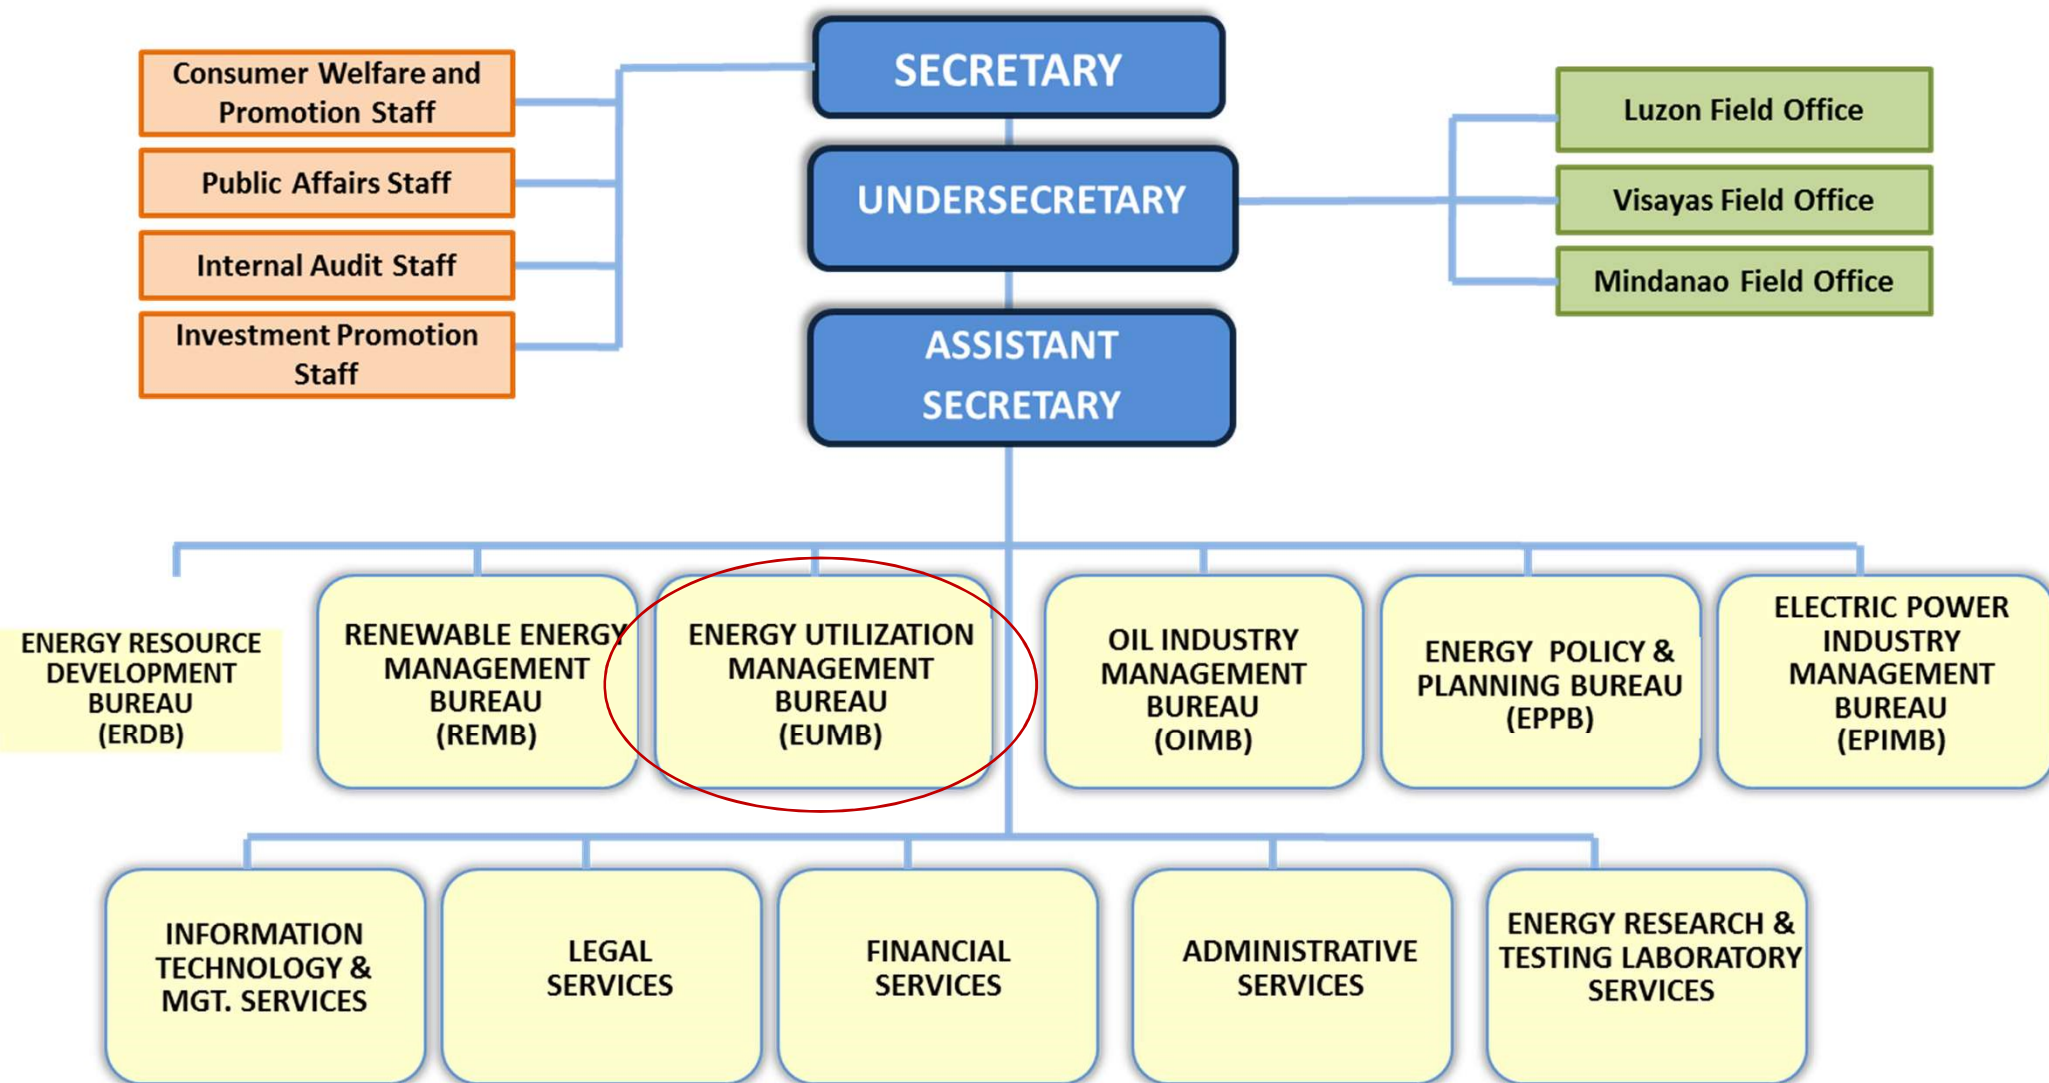 SECRETARY
Consumer Welfare and
Promotion Staff
Public Affairs Staff
Internal Audit Staff
Investment Promotion
Staff
UNDERSECRETARY
Luzon Field Office
Visayas Field Office
Mindanao Field Office
ASSISTANT
SECRETARY
ENERGY RESOURCE
DEVELOPMENT
BUREAU
(ERDB)
RENEWABLE ENERGY
MANAGEMENT
BUREAU
(REMB)
ENERGY UTILIZATION
MANAGEMENT
BUREAU
(EUMB)
OIL INDUSTRY
MANAGEMENT
BUREAU
(OIMB)
ENERGY POLICY &
PLANNING BUREAU
(EPPB)
ELECTRIC POWER
INDUSTRY
MANAGEMENT
BUREAU
(EPIMB)
INFORMATION
TECHNOLOGY &
MGT. SERVICES
LEGAL
SERVICES
FINANCIAL
SERVICES
ADMINISTRATIVE
SERVICES
ENERGY RESEARCH &
TESTING LABORATORY
SERVICES